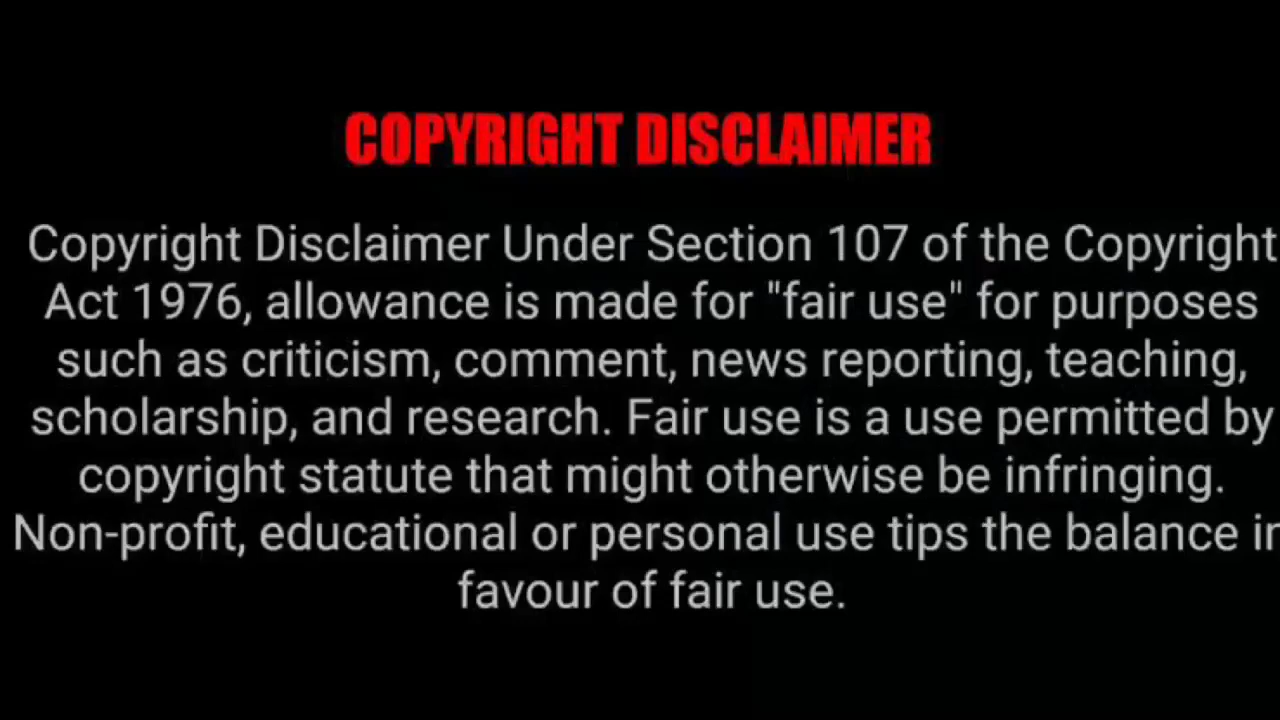 COPYRIGHT DISCLAIMER
Copyright Disclaimer Under Section 107 of the Copyright
Act 1976, allowance is made for "fair use" for purposes
such as criticism, comment, news reporting, teaching,
scholarship, and research. Fair use is a use permitted by
copyright statute that might otherwise be infringing.
Non-profit, educational or personal use tips the balance in
favour of fair use.